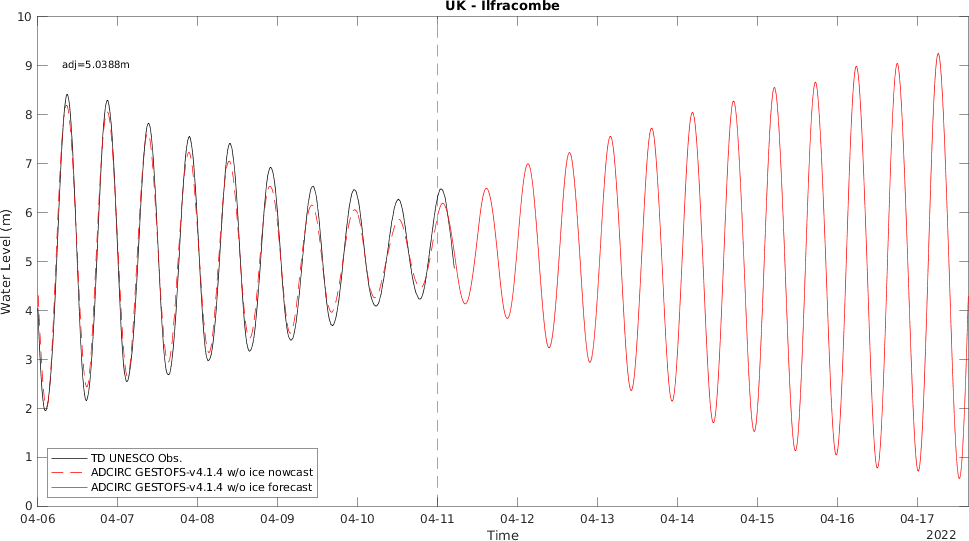 UK - Ilfracombe
10
9
8
7
6
5
4
3
2
1
0
Water Level (m)
adj=5.0388m
TD UNESCO Obs.
ADCIRC GESTOFS-v4.1.4 w/o ice nowcast
ADCIRC GESTOFS-v4.1.4 w/o ice forecast
04-06 04-07 04-08 04-09 04-10 04-11 04-12 04-13 04-14 04-15 04-16 04-17
Time
2022